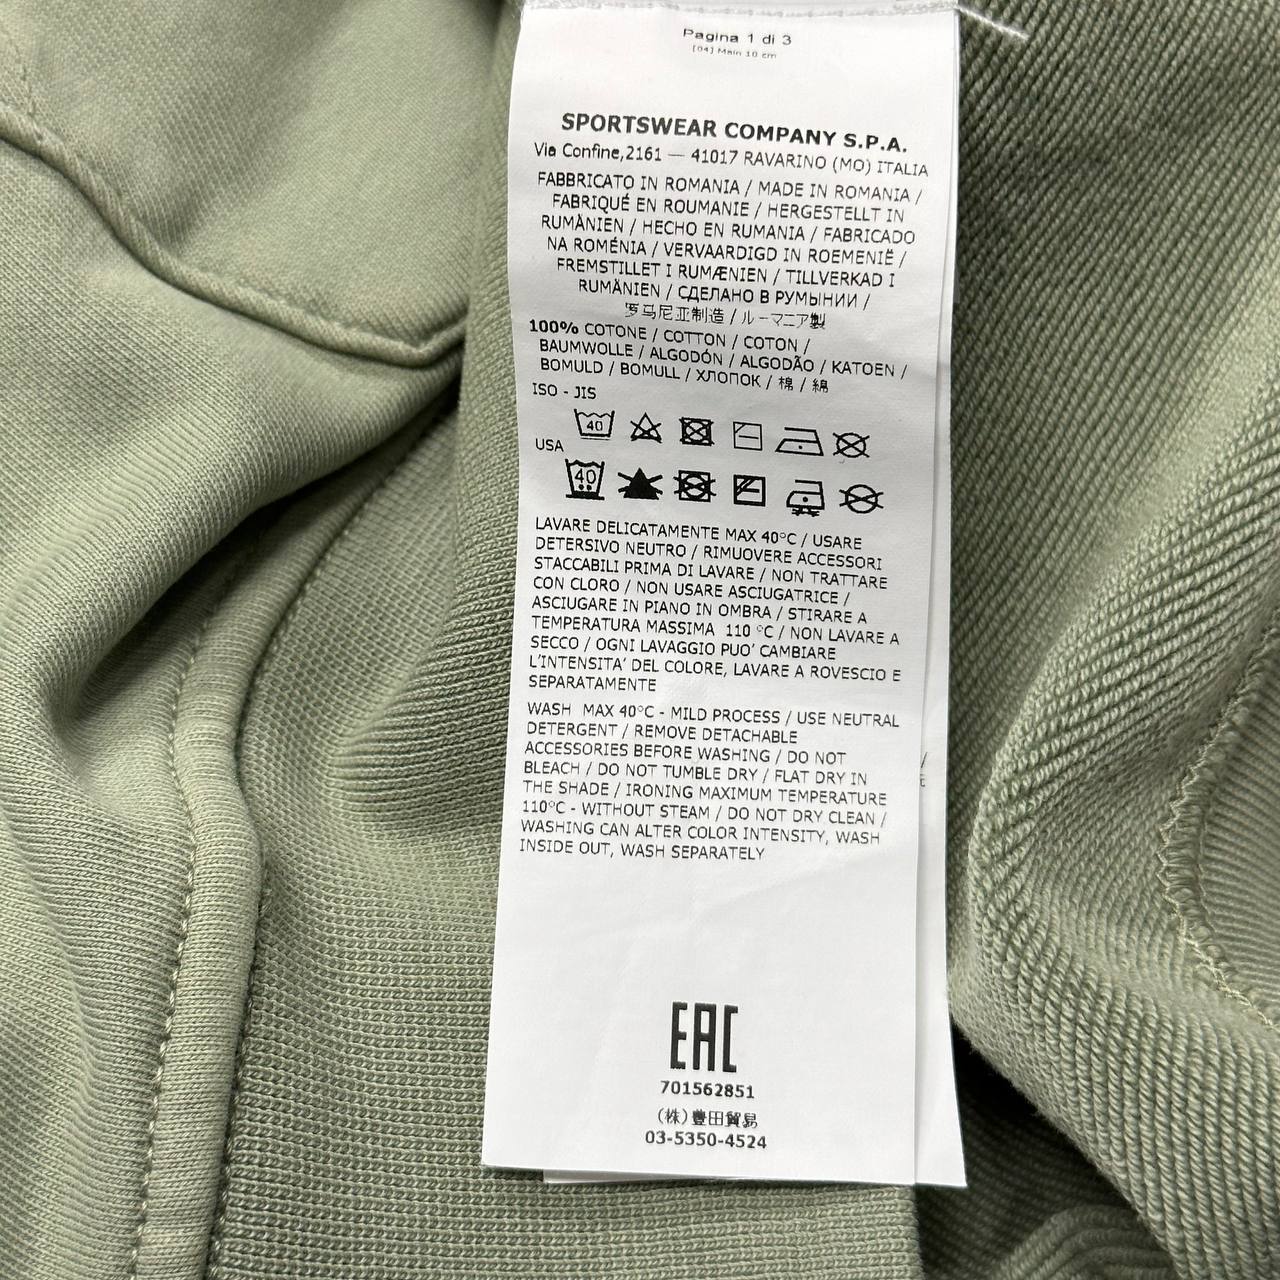 Pagina 1 di 3
[04] Main 10 cm
SPORTSWEAR COMPANY S.P.A.
Via Confine,2161 — 41017 RAVARINO (MO) ITALIA
FABBRICATO IN ROMANIA / MADE IN ROMANIA /
FABRIQUÉ EN ROUMANIE / HERGESTELLT IN
RUMÄNIEN / HECHO EN RUMANIA / FABRICADO
NA ROMÉNIA / VERVAARDIGD IN ROEMENIË /
FREMSTILLET I RUMÆNIEN / TILLVERKAD I
RUMÄNIEN / СДЕЛАНО В РУМЫНИИ /
罗马尼亚制造 / ルーマニア製
100% COTONE / COTTON / COTON /
BAUMWOLLE / ALGODÓN / ALGODÃO / KATOEN /
BOMULD / BOMULL / ХЛОПОК / 棉 / 綿
ISO - JIS
40
USA
40
LAVARE DELICATAMENTE MAX 40°C / USARE
DETERSIVO NEUTRO / RIMUOVERE ACCESSORI
STACCABILI PRIMA DI LAVARE / NON TRATTARE
CON CLORO / NON USARE ASCIUGATRICE /
ASCIUGARE IN PIANO IN OMBRA / STIRARE A
TEMPERATURA MASSIMA 110 °C / NON LAVARE A
SECCO / OGNI LAVAGGIO PUO' CAMBIARE
L'INTENSITA' DEL COLORE, LAVARE A ROVESCIO E
SEPARATAMENTE
WASH MAX 40°C - MILD PROCESS / USE NEUTRAL
DETERGENT / REMOVE DETACHABLE
ACCESSORIES BEFORE WASHING / DO NOT
BLEACH / DO NOT TUMBLE DRY / FLAT DRY IN
THE SHADE / IRONING MAXIMUM TEMPERATURE
110°C - WITHOUT STEAM / DO NOT DRY CLEAN /
WASHING CAN ALTER COLOR INTENSITY, WASH
INSIDE OUT, WASH SEPARATELY
EAC
701562851
(株)豊田貿易
03-5350-4524